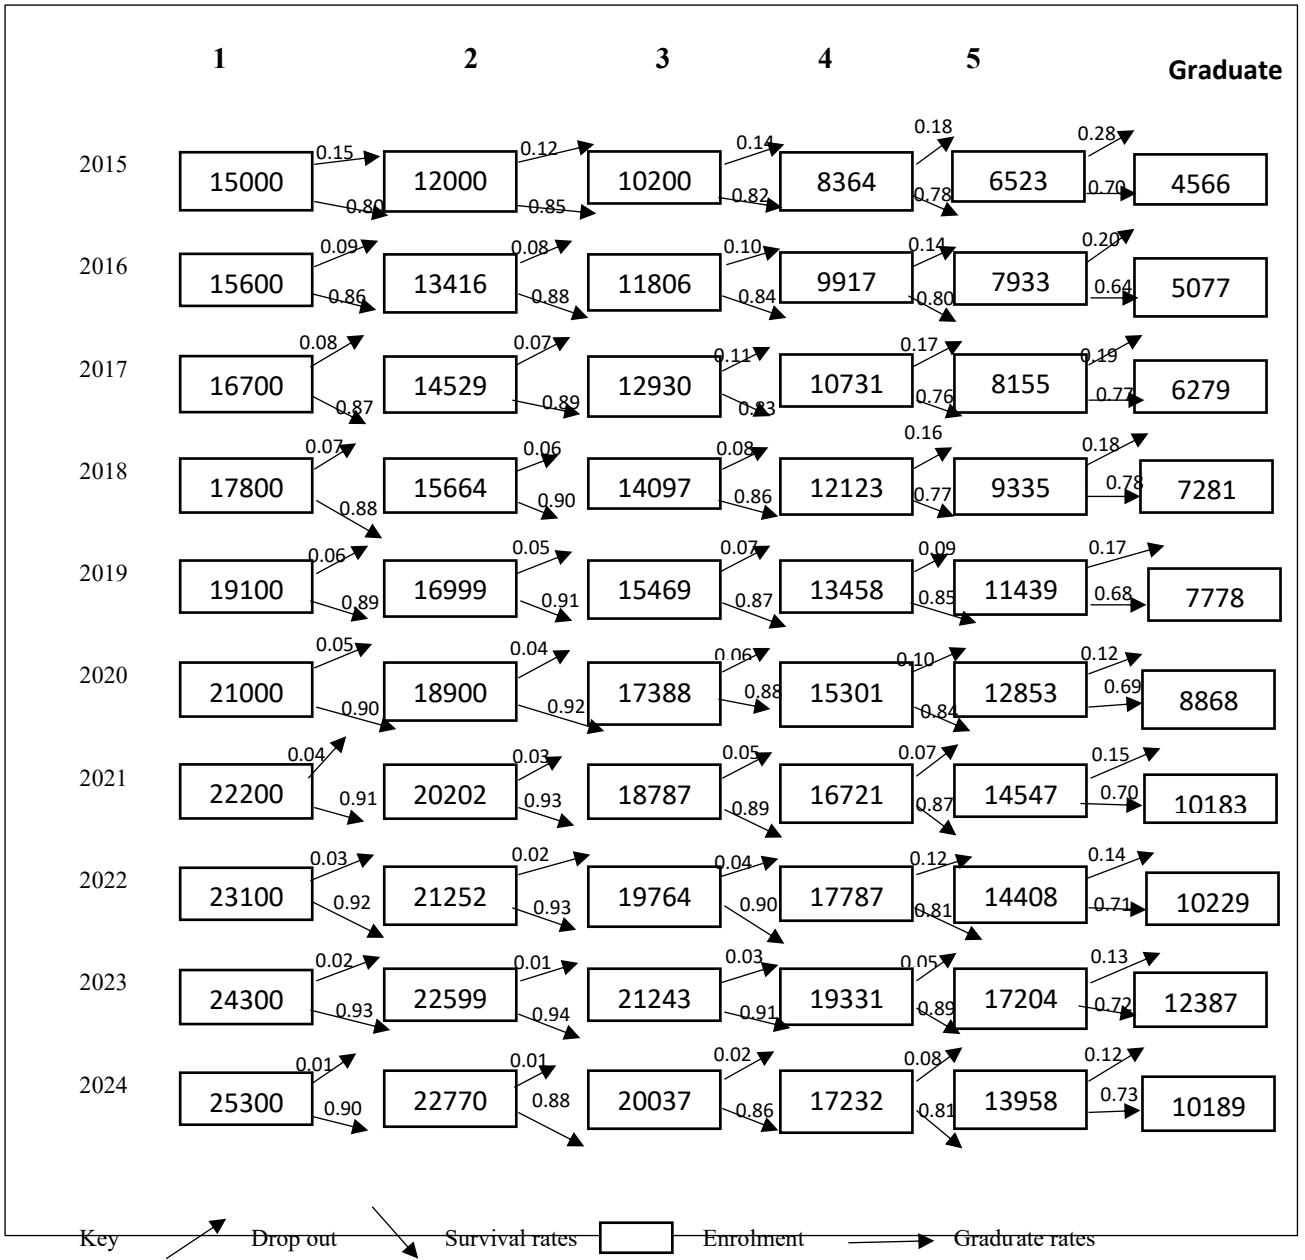 1 2 3 4 5 Graduate
0.15 0.12 0.14 0.18 0.28
2015 15000 12000 10200 8364 6523 4566
0.80 0.85 0.82 0.78 0.70
0.09 0.08 0.10 0.14 0.20
2016 15600 13416 11806 9917 7933 5077
0.86 0.88 0.84 0.80 0.64
0.08 0.07 0.11 0.17 0.19
2017 16700 14529 12930 10731 8155 6279
0.87 0.89 0.83 0.76 0.77
0.07 0.06 0.08 0.16 0.18
2018 17800 15664 14097 12123 9335 7281
0.88 0.90 0.86 0.77 0.78
0.06 0.05 0.07 0.09 0.17
2019 19100 16999 15469 13458 11439 7778
0.89 0.91 0.87 0.85 0.68
0.05 0.04 0.06 0.10 0.12
2020 21000 18900 17388 15301 12853 8868
0.90 0.92 0.88 0.84 0.69
0.04 0.03 0.05 0.07 0.15
2021 22200 20202 18787 16721 14547 10183
0.91 0.93 0.89 0.87 0.70
0.03 0.02 0.04 0.12 0.14
2022 23100 21252 19764 17787 14408 10229
0.92 0.93 0.90 0.81 0.71
0.02 0.01 0.03 0.05 0.13
2023 24300 22599 21243 19331 17204 12387
0.93 0.94 0.91 0.89 0.72
0.01 0.01 0.02 0.08 0.12
2024 25300 22770 20037 17232 13958 10189
0.90 0.88 0.86 0.81 0.73
Key Drop out Survival rates Enrolment Graduate rates